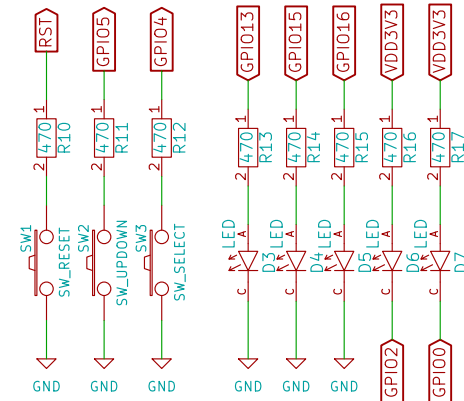 RST
GPIO5
GPIO4
GPIO13
GPIO15
GPIO16
VDD3V3
VDD3V3
1
470
R10
2
1
470
R11
2
1
470
R12
2
1
470
R13
2
1
470
R14
2
1
470
R15
2
1
470
R16
2
1
470
R17
2
SW1
SW_RESET
SW2
SW_UPDOWN
SW3
SW_SELECT
LED
A
D3
C
LED
A
D4
C
LED
A
D5
C
LED
A
D6
C
LED
A
D7
C
GND
GND
GND
GND
GND
GND
GPIO2
GPIO0